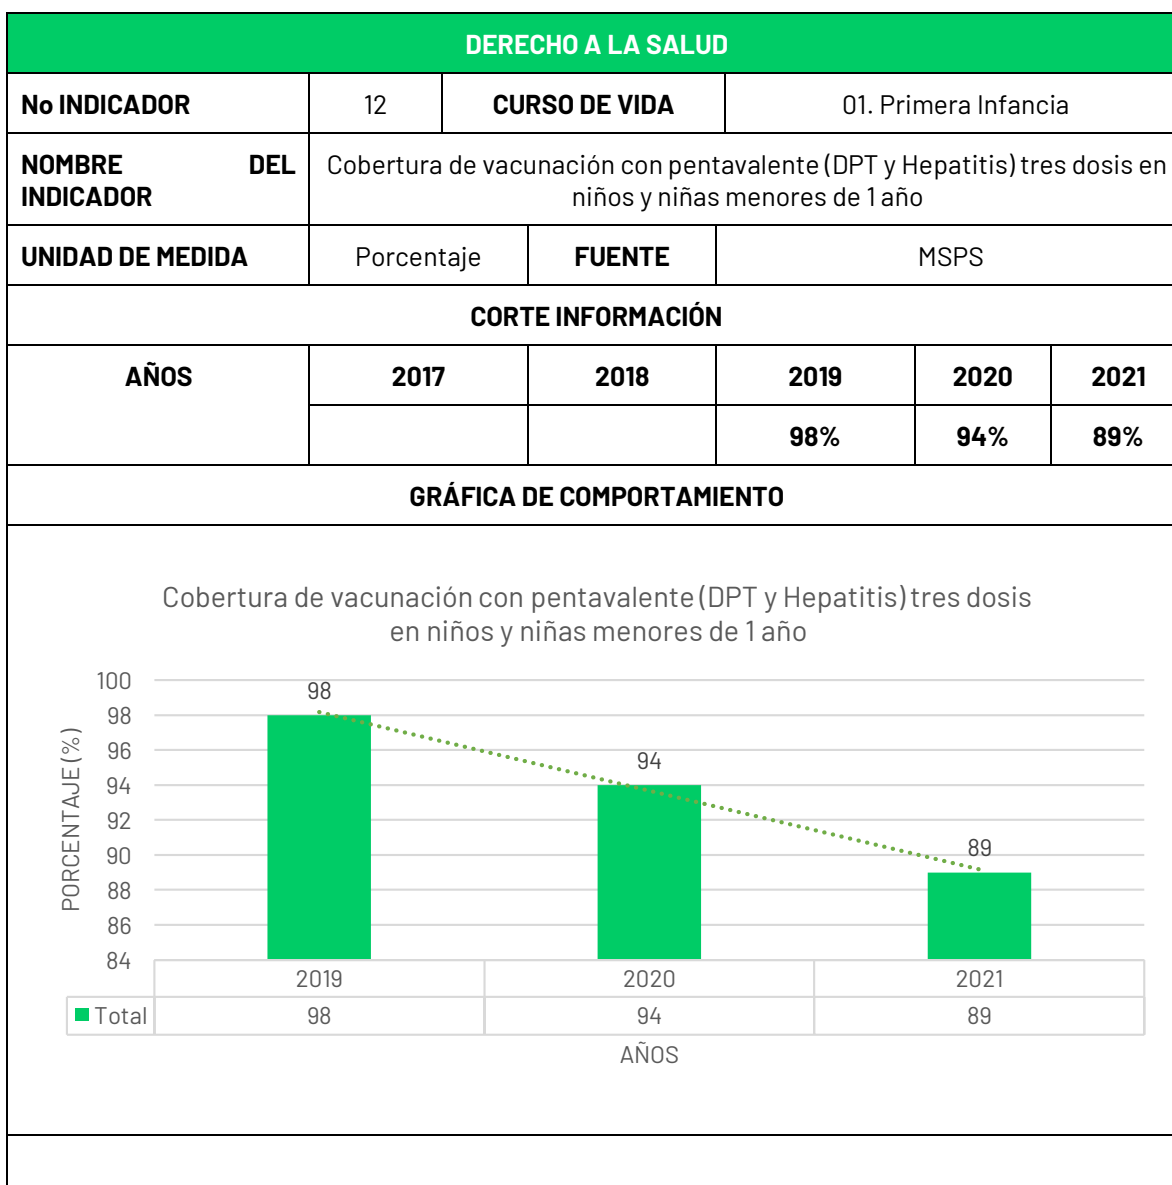 DERECHO A LA SALUD
No INDICADOR 12 CURSO DE VIDA 01. Primera Infancia
NOMBRE DEL INDICADOR
Cobertura de vacunación con pentavalente (DPT y Hepatitis) tres dosis en
niños y niñas menores de 1 año
UNIDAD DE MEDIDA Porcentaje FUENTE MSPS
CORTE INFORMACIÓN
AÑOS 2017 2018 2019 2020 2021
98% 94% 89%
GRÁFICA DE COMPORTAMIENTO
Cobertura de vacunación con pentavalente (DPT y Hepatitis) tres dosis
en niños y niñas menores de 1 año
PORCENTAJE (%)
100
98
96
94
92
90
88
86
84
98
94
89
2019 2020 2021
Total 98 94 89
AÑOS